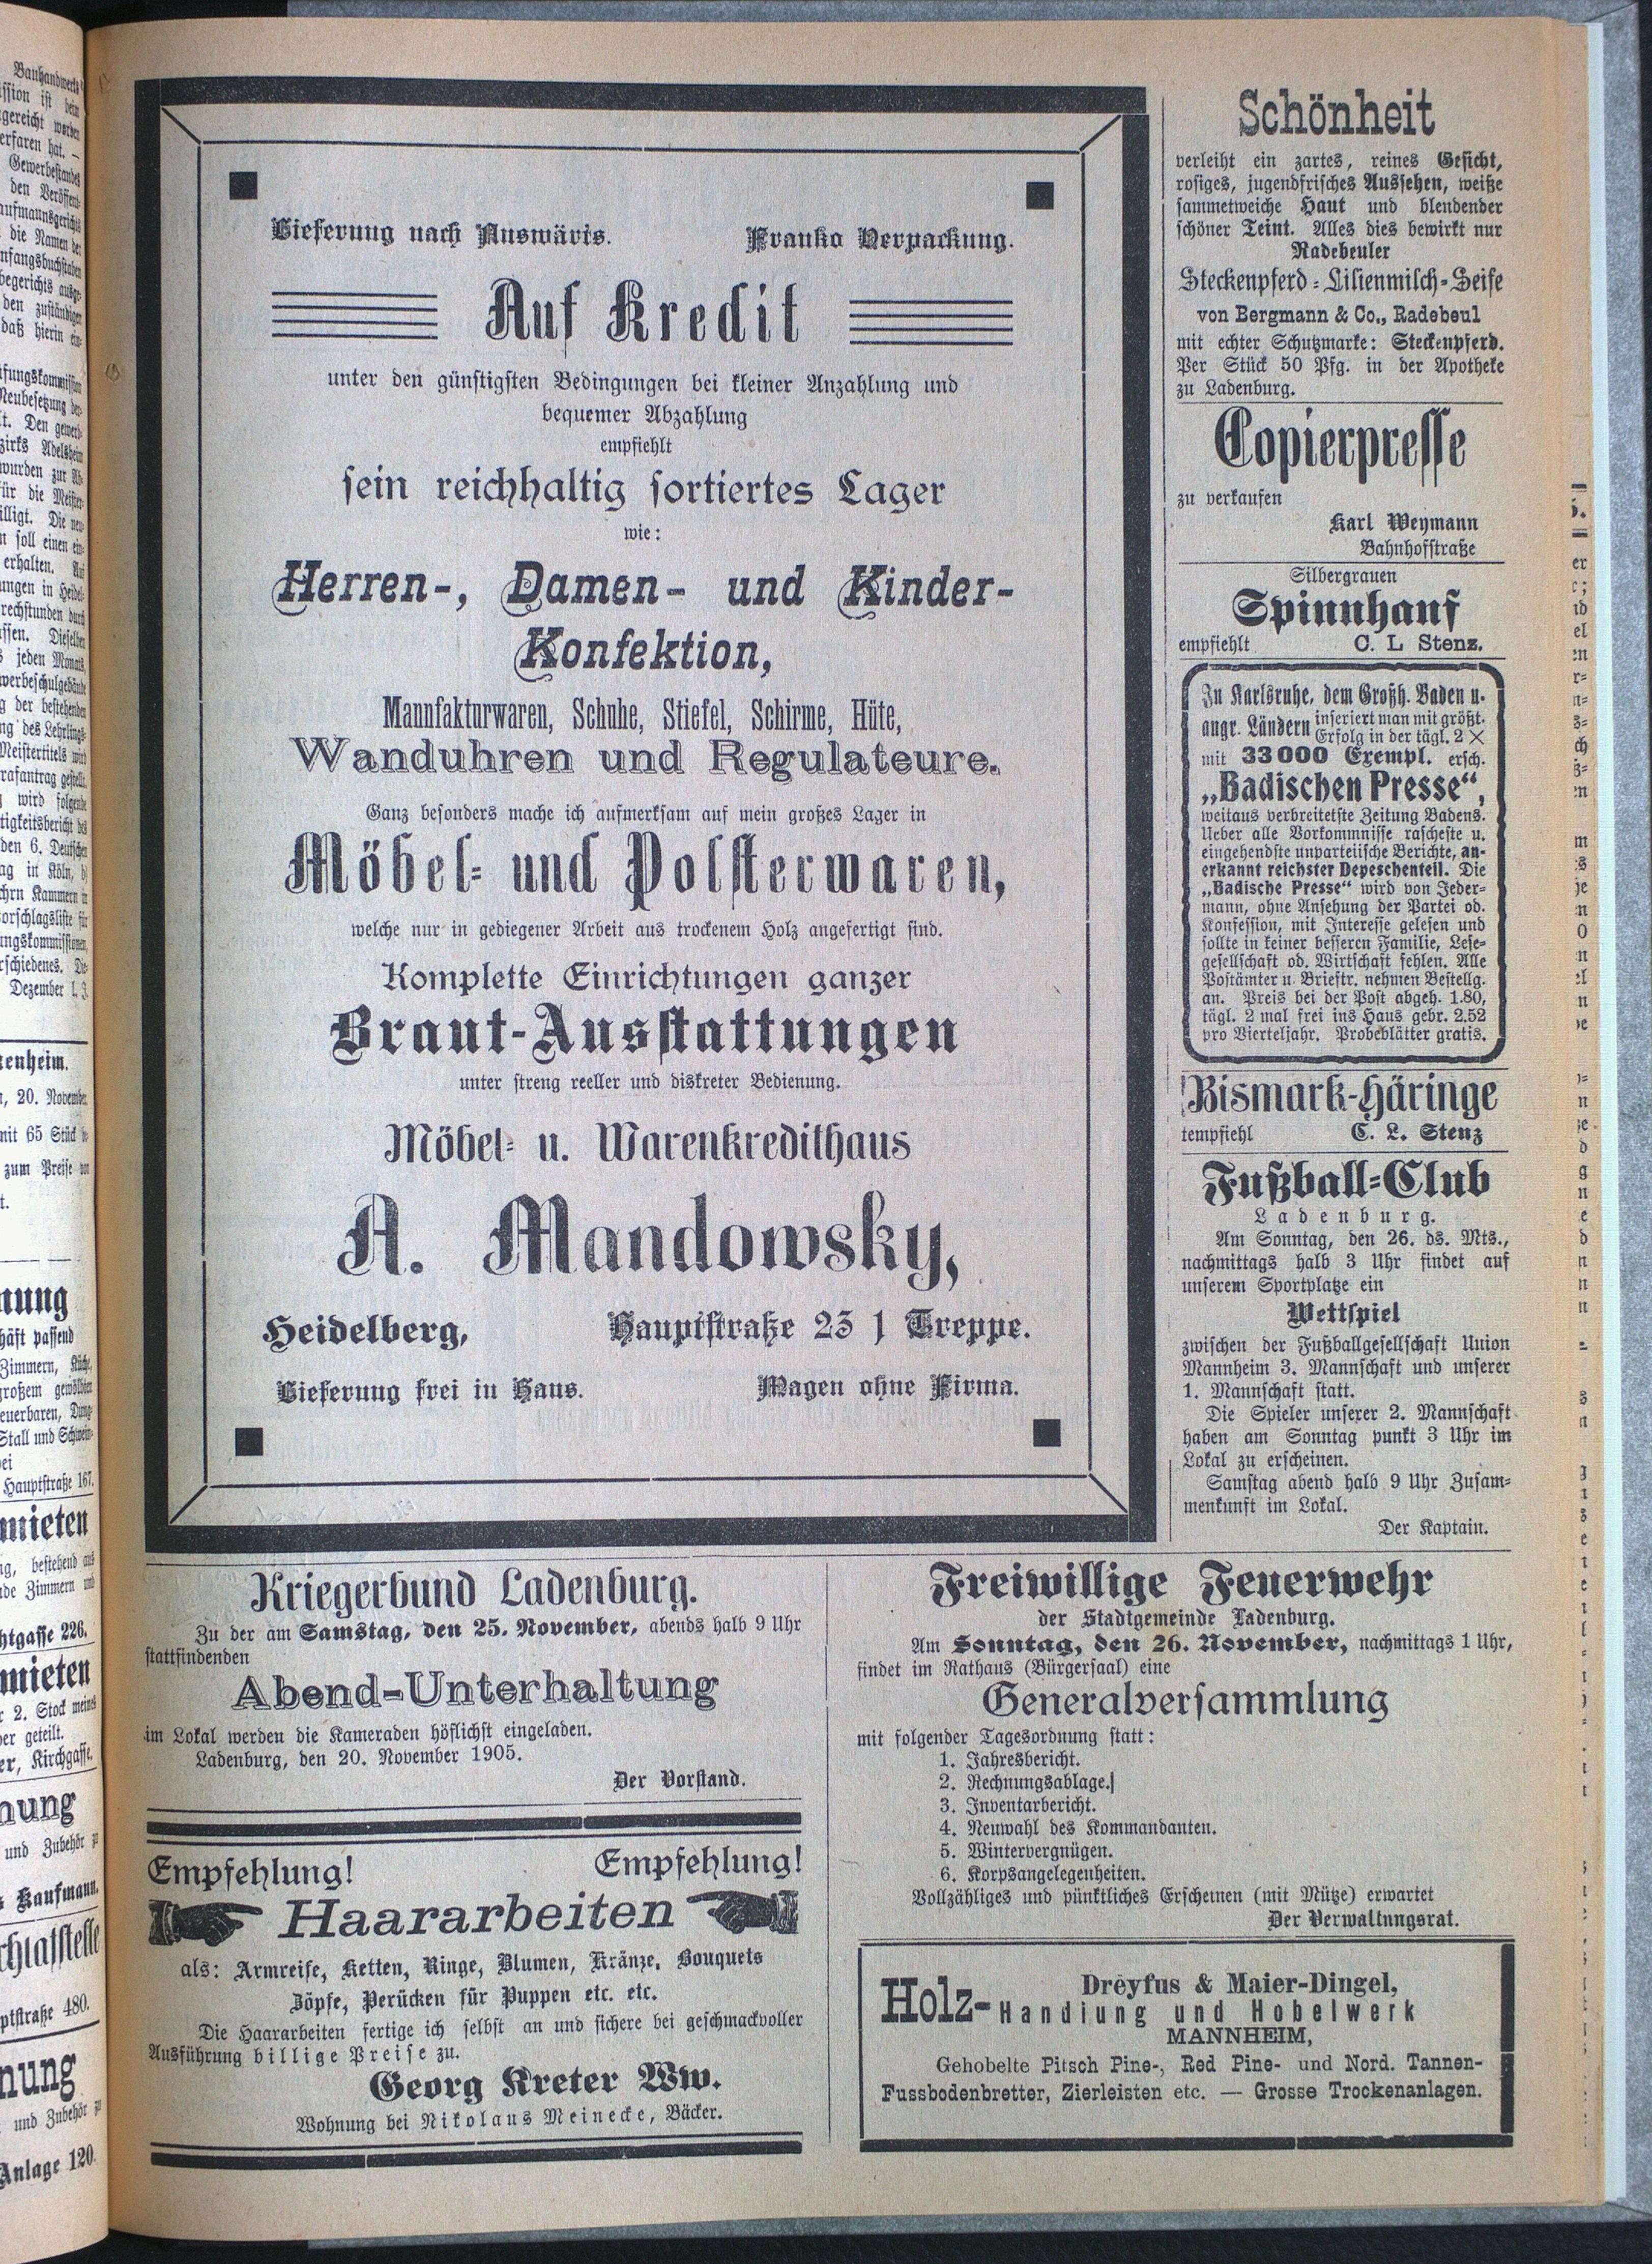 Lieferung nach Auswärts. Franko Verpackung.
Auf Kredit
unter den günstigsten Bedingungen bei kleiner Anzahlung und
bequemer Abzahlung
empfiehlt
sein reichhaltig sortiertes Lager
wie:
Herren-, Damen- und Kinder-
Konfektion,
Mannfakturwaren, Schuhe, Stiefel, Schirme, Hüte,
Wanduhren und Regulateure.
Ganz besonders mache ich aufmerksam auf mein großes Lager in
Möbel- und Polsterwaren,
welche nur in gediegener Arbeit aus trockenem Holz angefertigt sind.
Komplette Einrichtungen ganzer
Braut-Ausstattungen
unter streng reeller und diskreter Bedienung.
Möbel- u. Warenkredithaus
A. Mandowsky,
Heidelberg, Hauptstraße 25 1 Treppe.
Lieferung frei in Haus. Wagen ohne Firma.
Schönheit
verleiht ein zartes, reines Gesicht,
rosiges, jugendfrisches Aussehen, weiße
sammetweiche Haut und blendender
schöner Teint. Alles dies bewirkt nur
Radebeuler
Steckenpferd-Lilienmilch-Seife
von Bergmann & Co., Radebeul
mit echter Schutzmarke: Steckenpferd.
Per Stück 50 Pfg. in der Apotheke
zu Ladenburg.
Copierpresse
zu verkaufen
Karl Weymann
Bahnhofstraße
Silbergrauen
Spinnhanf
empfiehlt C. L Stenz.
In Karlsruhe, dem Großh. Baden u.
angr. Ländern inseriert man mit größt.
Erfolg in der tägl. 2 ×
mit 33000 Exempl. ersch.
„Badischen Presse“,
weitaus verbreitetste Zeitung Badens.
Ueber alle Vorkommnisse rascheste u.
eingehendste unparteiische Berichte, an-
erkannt reichster Depeschenteil. Die
„Badische Presse“ wird von Jeder-
mann, ohne Ansehung der Partei od.
Konfession, mit Interesse gelesen und
sollte in keiner besseren Familie, Lese-
gesellschaft od. Wirtschaft fehlen. Alle
Postämter u. Brieftr. nehmen Bestellg.
an. Preis bei der Post abgeh. 1.80,
tägl. 2 mal frei ins Haus gebr. 2.52
pro Vierteljahr. Probeblätter gratis.
Bismark-Häringe
tempfiehl C. L. Stenz
Fußball-Club
Ladenburg.
Am Sonntag, den 26. ds. Mts.,
nachmittags halb 3 Uhr findet auf
unserem Sportplatze ein
Wettspiel
zwischen der Fußballgesellschaft Union
Mannheim 3. Mannschaft und unserer
1. Mannschaft statt.
Die Spieler unserer 2. Mannschaft
haben am Sonntag punkt 3 Uhr im
Lokal zu erscheinen.
Samstag abend halb 9 Uhr Zusam-
menkunft im Lokal.
Der Kaptain.
Kriegerbund Ladenburg.
Zu der am Samstag, den 25. November, abends halb 9 Uhr
stattfindenden
Abend-Unterhaltung
im Lokal werden die Kameraden höflichst eingeladen.
Ladenburg, den 20. November 1905.
Der Vorstand.
Empfehlung! Empfehlung!
Haararbeiten
als: Armreife, Ketten, Ringe, Blumen, Kränze, Bouquets
Zöpfe, Perücken für Puppen etc. etc.
Die Haararbeiten fertige ich selbst an und sichere bei geschmackvoller
Ausführung billige Preise zu.
Georg Kreter Ww.
Wohnung bei Nikolaus Meinecke, Bäcker.
Freiwillige Feuerwehr
der Stadtgemeinde Ladenburg.
Am Sonntag, den 26. November, nachmittags 1 Uhr,
findet im Rathaus (Bürgersaal) eine
Generalversammlung
mit folgender Tagesordnung statt:
1. Jahresbericht.
2. Rechnungsablage.
3. Inventarbericht.
4. Neuwahl des Kommandanten.
5. Wintervergnügen.
6. Korpsangelegenheiten.
Vollzähliges und pünktliches Erscheinen (mit Mütze) erwartet
Der Verwaltungsrat.
Dreyfus & Maier-Dingel,
Holz-Handlung und Hobelwerk
MANNHEIM,
Gehobelte Pitsch Pine-, Red Pine- und Nord. Tannen-
Fussbodenbretter, Zierleisten etc. — Grosse Trockenanlagen.